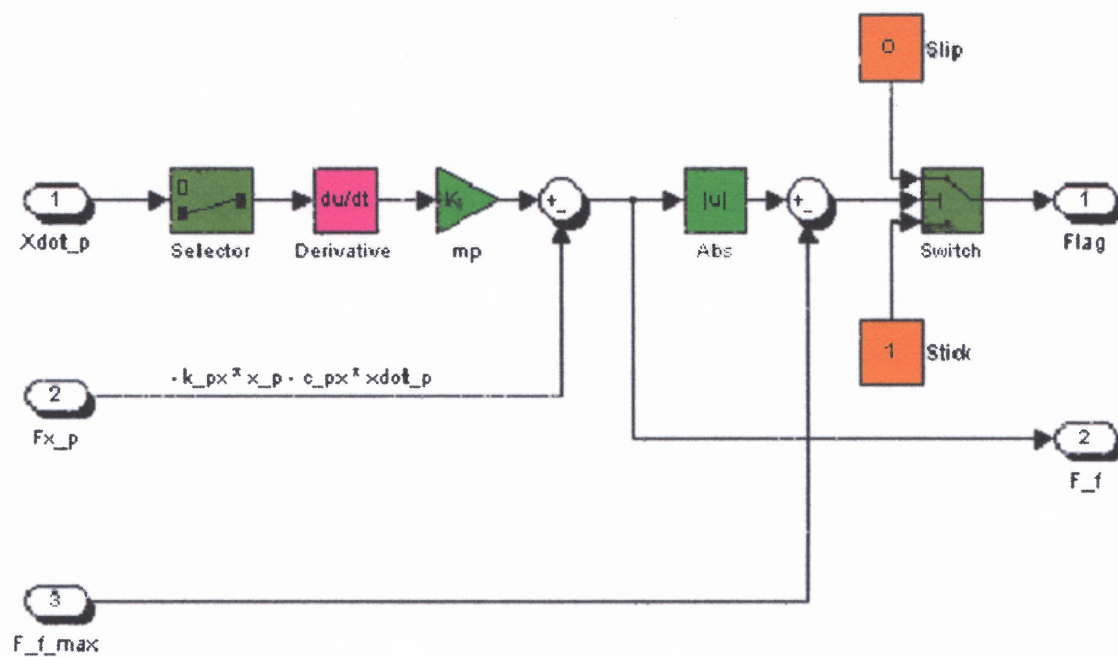 0
Slip
1
Xdot_p
0
Selector
du/dt
Derivative
mp
+
-
|u|
Abs
+
-
Switch
1
Flag
1
Stick
- k_px * x_p - c_px * xdot_p
2
Fx_p
2
F_f
3
F_f_max